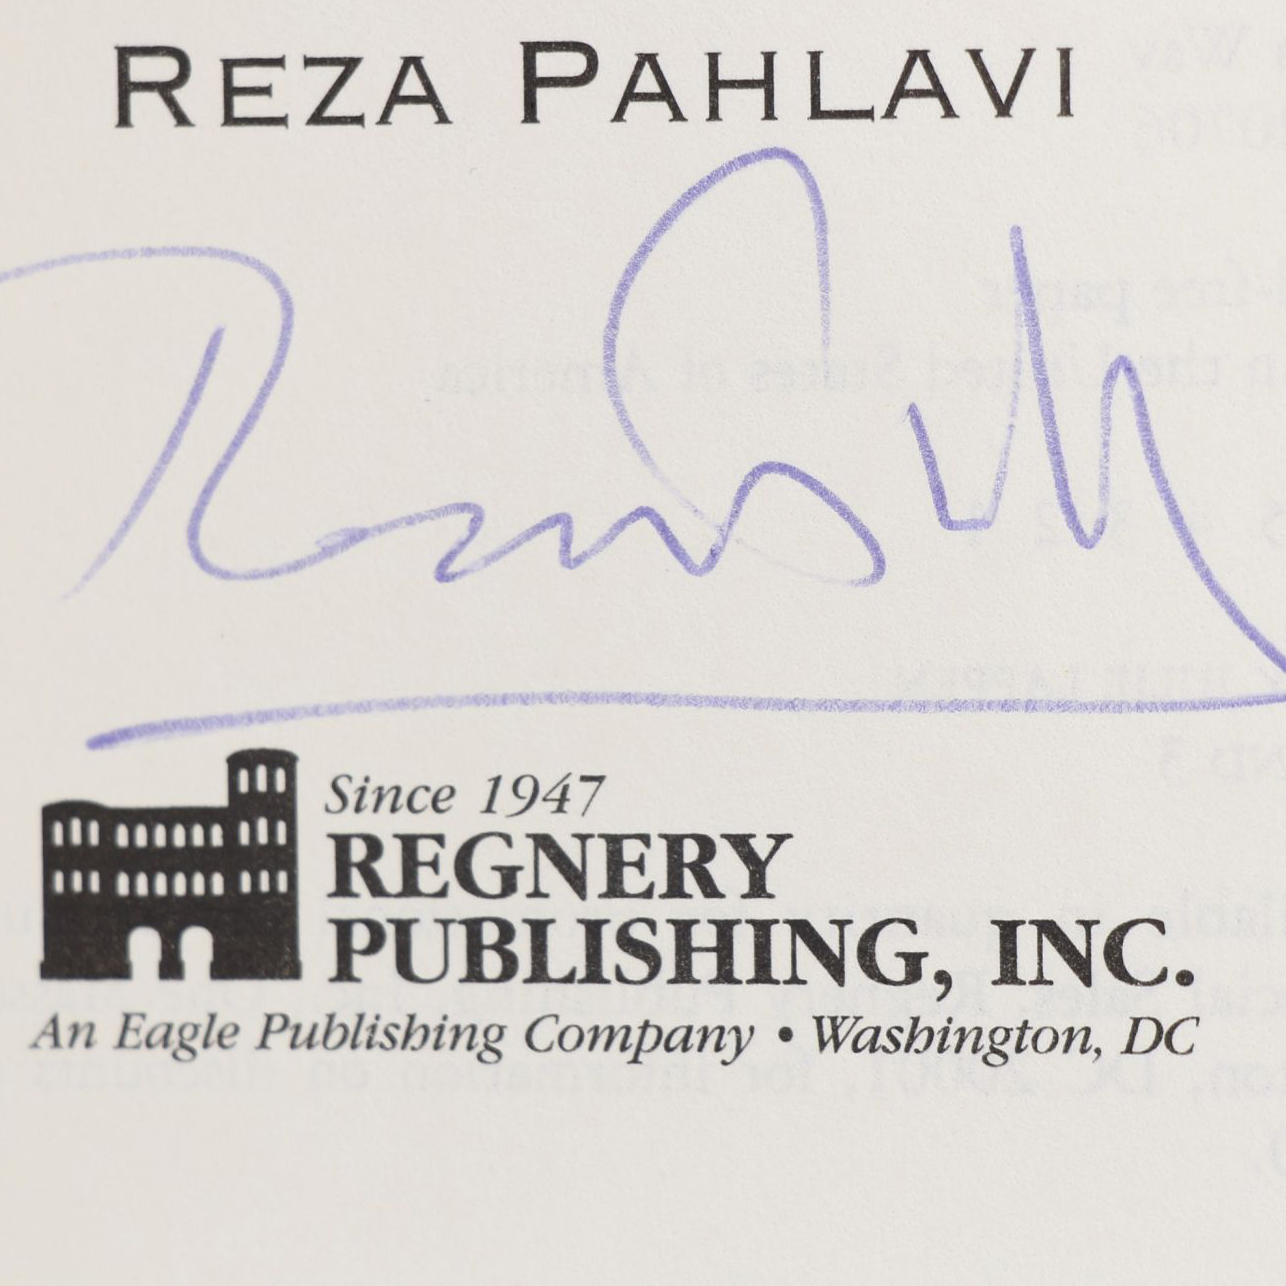 REZA PAHLAVI
Since 1947
REGNERY
PUBLISHING, INC.
An Eagle Publishing Company • Washington, DC